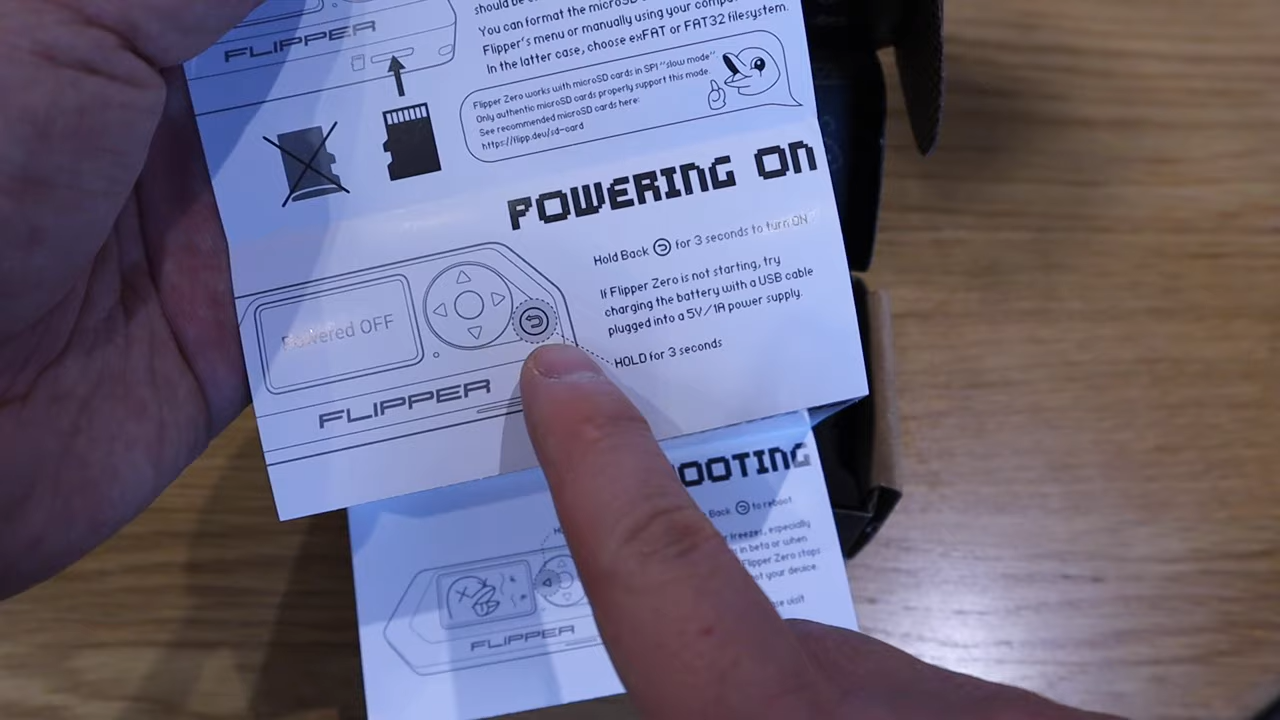 should be
You can format the microSD
Flipper's menu or manually using your
In the latter case, choose exFAT or FAT32 filesystem.
FLIPPER
Flipper Zero works with microSD cards in SPI "slow mode"
Only authentic microSD cards properly support this mode.
See recommended microSD cards here:
https://flipp.dev/sd-card
POWERING ON
Hold Back for 3 seconds to turn ON
If Flipper Zero is not starting, try
charging the battery with a USB cable
plugged into a 5V/1A power supply.
HOLD for 3 seconds
Powered OFF
FLIPPER
OOTING
Back to reboot
freezes, especially
in beta or when
Flipper Zero stops
your device.
visit
FLIPPER